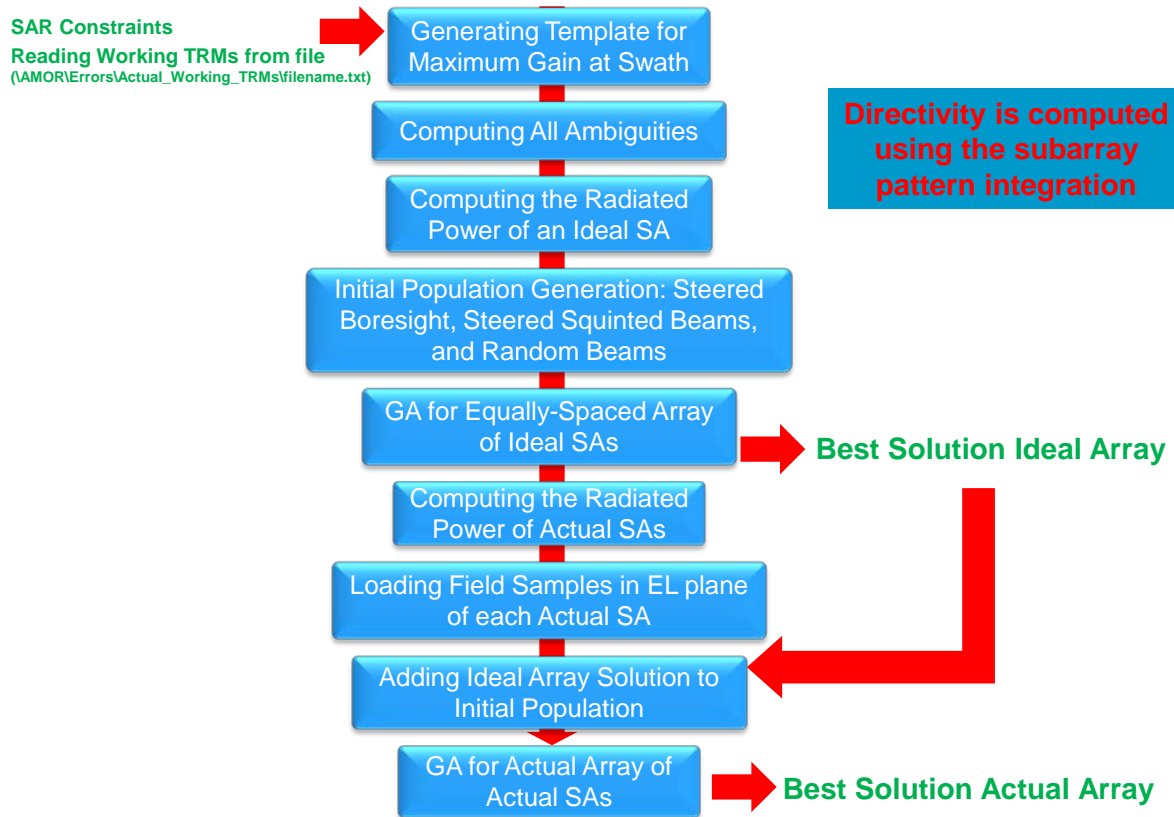 SAR Constraints
Reading Working TRMs from file
(\AMOR\Errors\Actual_Working_TRMs\filename.txt)
Generating Template for
Maximum Gain at Swath
Computing All Ambiguities
Directivity is computed
using the subarray
pattern integration
Computing the Radiated
Power of an Ideal SA
Initial Population Generation: Steered
Boresight, Steered Squinted Beams,
and Random Beams
GA for Equally-Spaced Array
of Ideal SAs
Best Solution Ideal Array
Computing the Radiated
Power of Actual SAs
Loading Field Samples in EL plane
of each Actual SA
Adding Ideal Array Solution to
Initial Population
GA for Actual Array of
Actual SAs
Best Solution Actual Array